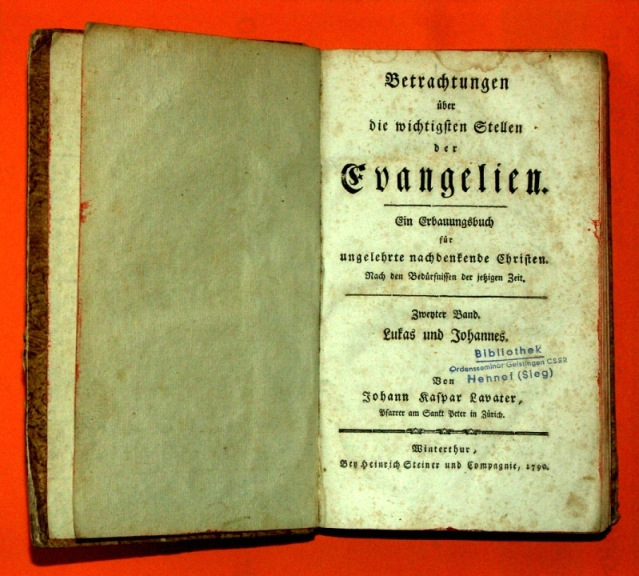 Betrachtungen
über
die wichtigſten Stellen
der
Evangelien.
Ein Erbauungsbuch
für
ungelehrte nachdenkende Chriſten.
Nach den Bedürfniſſen der jetzigen Zeit.
Zweyter Band.
Lukas und Johannes.
Bibliothek
Ordensseminar Geistingen CSSR
Hennef (Sieg)
Von
Johann Kaſpar Lavater,
Pfarrer am Sankt Peter in Zürich.
Winterthur,
Bey Heinrich Steiner und Compagnie, 1790.